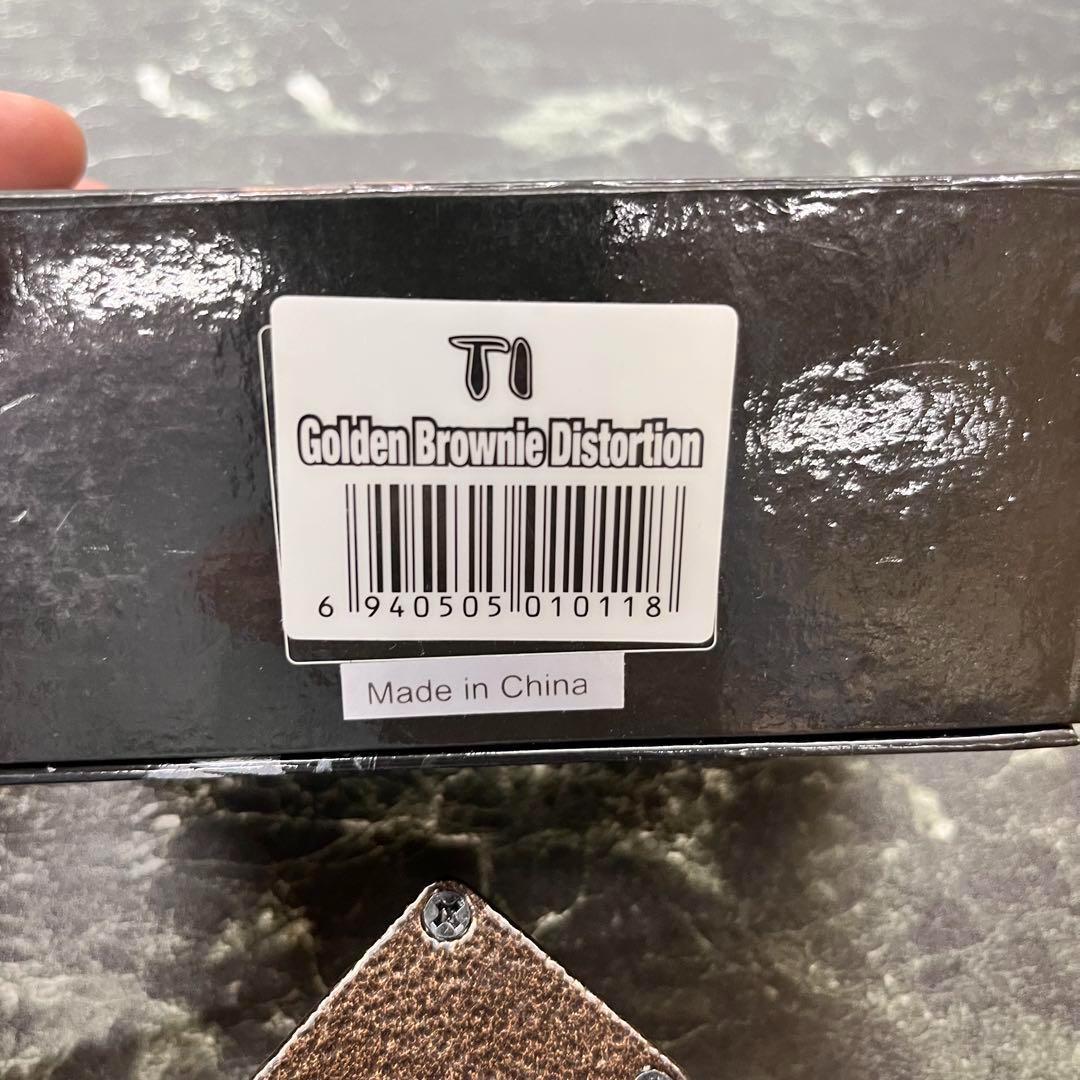 TI
Golden Brownie Distortion
6 940505 010118
Made in China